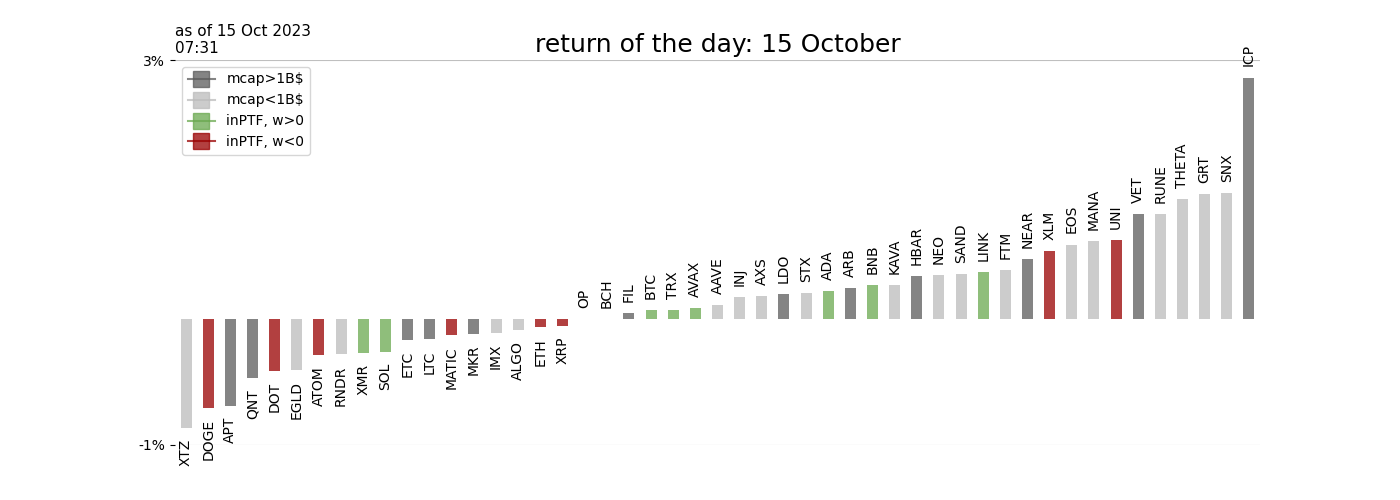 as of 15 Oct 2023
07:31
return of the day: 15 October
3%
mcap>1B$
mcap<1B$
inPTF, w>0
inPTF, w<0
-1%
XTZ
DOGE
APT
QNT
DOT
EGLD
ATOM
RNDR
XMR
SOL
ETC
LTC
MATIC
MKR
IMX
ALGO
ETH
XRP
OP
BCH
FIL
BTC
TRX
AVAX
AAVE
INJ
AXS
LDO
STX
ADA
ARB
BNB
KAVA
HBAR
NEO
SAND
LINK
FTM
NEAR
XLM
EOS
MANA
UNI
VET
RUNE
THETA
GRT
SNX
ICP